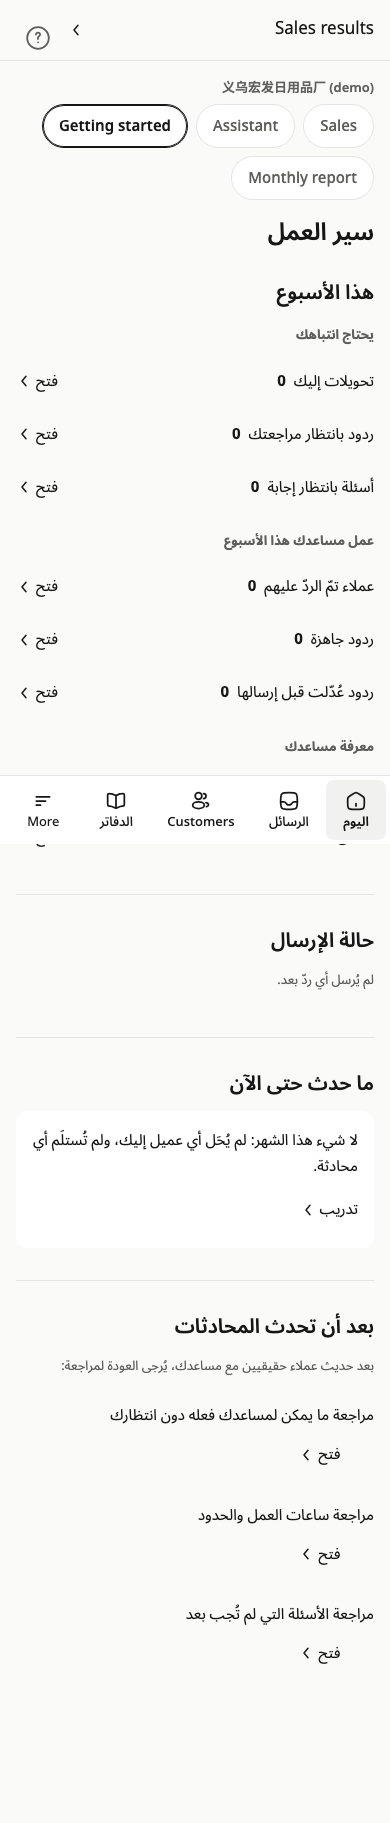 Sales results
义乌宏发日用品厂 (demo)
Sales
Assistant
Getting started
Monthly report
سير العمل
هذا الأسبوع
يحتاج انتباهك
تحويلات إليك 0
فتح
ردود بانتظار مراجعتك 0
فتح
أسئلة بانتظار إجابة 0
فتح
عمل مساعدك هذا الأسبوع
عملاء تمّ الردّ عليهم 0
فتح
ردود جاهزة 0
فتح
ردود عُدّلت قبل إرسالها 0
فتح
معرفة مساعدك
اليوم
الرسائل
Customers
الدفاتر
More
حالة الإرسال
لم يُرسل أي ردّ بعد.
ما حدث حتى الآن
لا شيء هذا الشهر: لم يُحَل أي عميل إليك، ولم تُستلَم أي
محادثة.
تدريب
بعد أن تحدث المحادثات
بعد حديث عملاء حقيقيين مع مساعدك، يُرجى العودة لمراجعة:
مراجعة ما يمكن لمساعدك فعله دون انتظارك
فتح
مراجعة ساعات العمل والحدود
فتح
مراجعة الأسئلة التي لم تُجب بعد
فتح